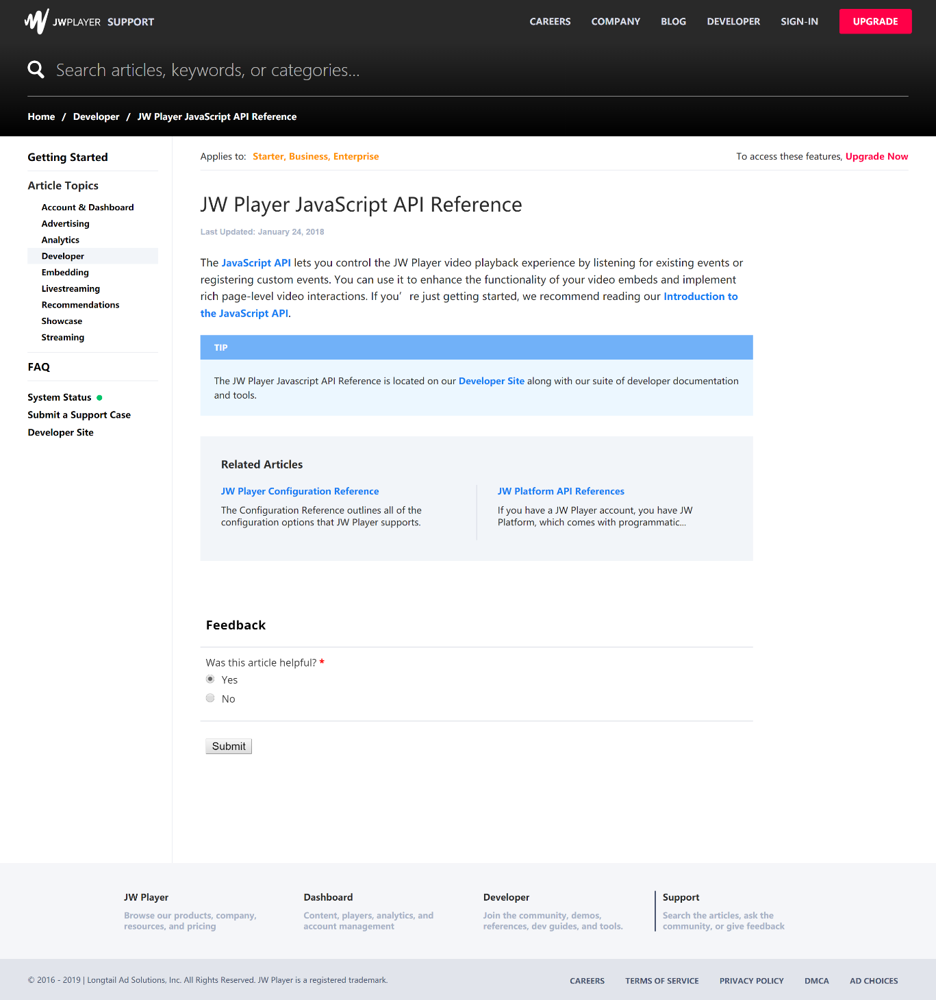 JWPLAYER SUPPORT
CAREERS COMPANY BLOG DEVELOPER SIGN-IN UPGRADE
Search articles, keywords, or categories...
Home / Developer / JW Player JavaScript API Reference
Getting Started
Article Topics
Account & Dashboard
Advertising
Analytics
Developer
Embedding
Livestreaming
Recommendations
Showcase
Streaming
FAQ
System Status
Submit a Support Case
Developer Site
Applies to: Starter, Business, Enterprise
To access these features, Upgrade Now
JW Player JavaScript API Reference
Last Updated: January 24, 2018
The JavaScript API lets you control the JW Player video playback experience by listening for existing events or
registering custom events. You can use it to enhance the functionality of your video embeds and implement
rich page-level video interactions. If you’ re just getting started, we recommend reading our Introduction to
the JavaScript API.
TIP
The JW Player Javascript API Reference is located on our Developer Site along with our suite of developer documentation
and tools.
Related Articles
JW Player Configuration Reference
The Configuration Reference outlines all of the
configuration options that JW Player supports.
JW Platform API References
If you have a JW Player account, you have JW
Platform, which comes with programmatic...
Feedback
Was this article helpful? *
Yes
No
Submit
JW Player
Browse our products, company,
resources, and pricing
Dashboard
Content, players, analytics, and
account management
Developer
Join the community, demos,
references, dev guides, and tools.
Support
Search the articles, ask the
community, or give feedback
© 2016 - 2019 | Longtail Ad Solutions, Inc. All Rights Reserved. JW Player is a registered trademark.
CAREERS TERMS OF SERVICE PRIVACY POLICY DMCA AD CHOICES